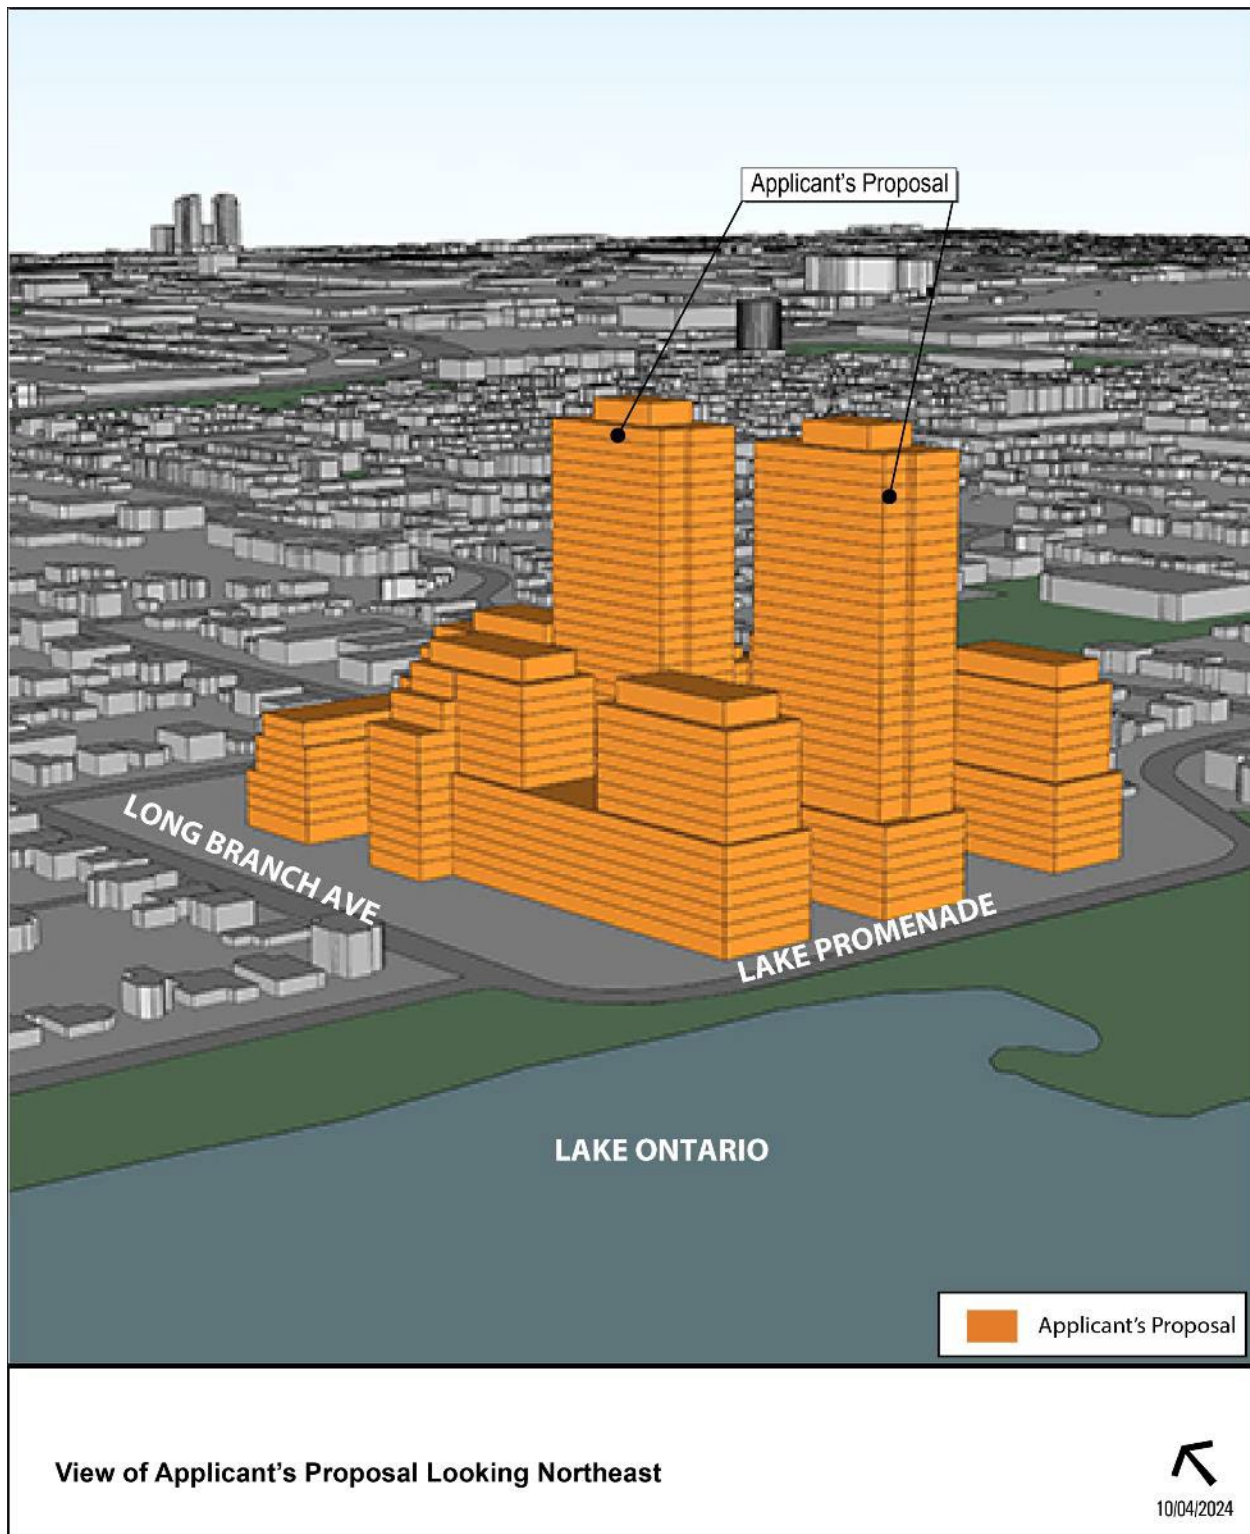 Applicant's Proposal
LONG BRANCH AVE
LAKE PROMENADE
LAKE ONTARIO
Applicant's Proposal
View of Applicant's Proposal Looking Northeast
10/04/2024